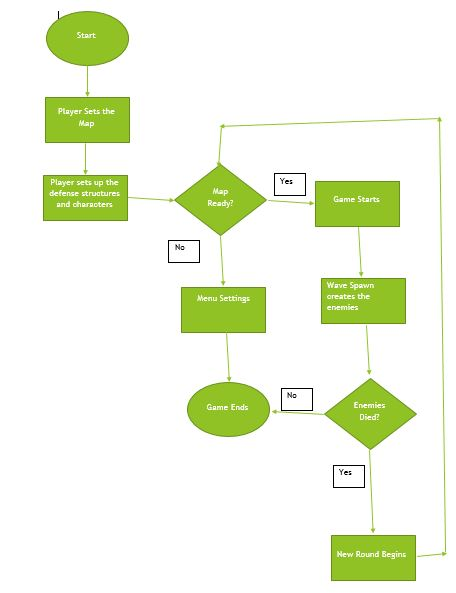 Start
Player Sets the
Map
Player sets up the
defense structures
and characters
Map
Ready?
Yes
Game Starts
No
Menu Settings
Wave Spawn
creates the
enemies
Game Ends
No
Enemies
Died?
Yes
New Round Begins